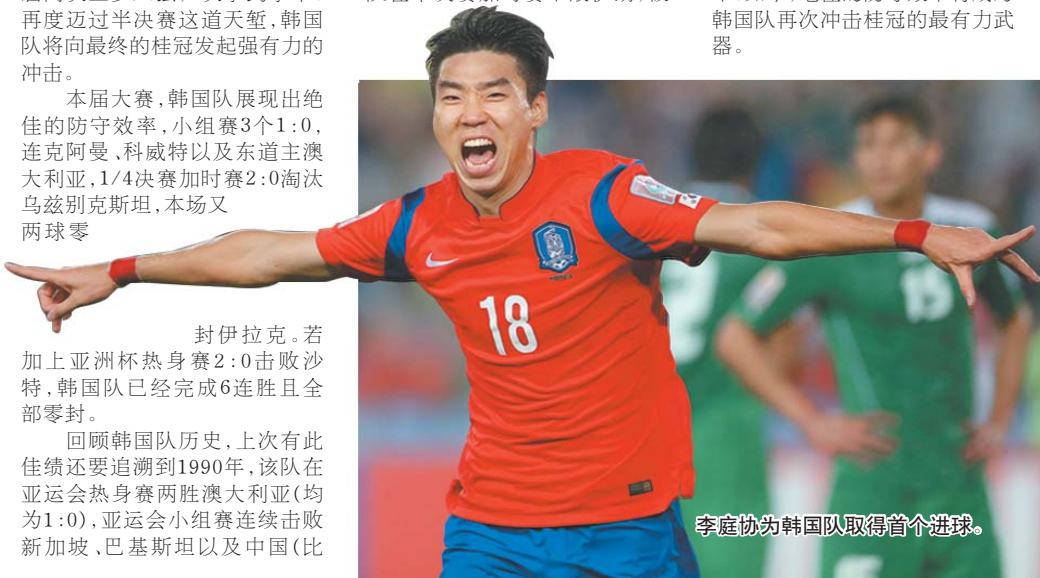 再度迈过半决赛这道天堑,韩国
队将向最终的桂冠发起强有力的
冲击。
本届大赛,韩国队展现出绝
佳的防守效率,小组赛3个1:0,
连克阿曼、科威特以及东道主澳
大利亚,1/4决赛加时赛2:0淘汰
乌兹别克斯坦,本场又
两球零
封伊拉克。若
加上亚洲杯热身赛2:0击败沙
特,韩国队已经完成6连胜且全
部零封。
回顾韩国队历史,上次有此
佳绩还要追溯到1990年,该队在
亚运会热身赛两胜澳大利亚(均
为1:0),亚运会小组赛连续击败
新加坡、巴基斯坦以及中国(比
韩国队再次冲击桂冠的最有力武
器。
18
15
李庭协为韩国队取得首个进球。